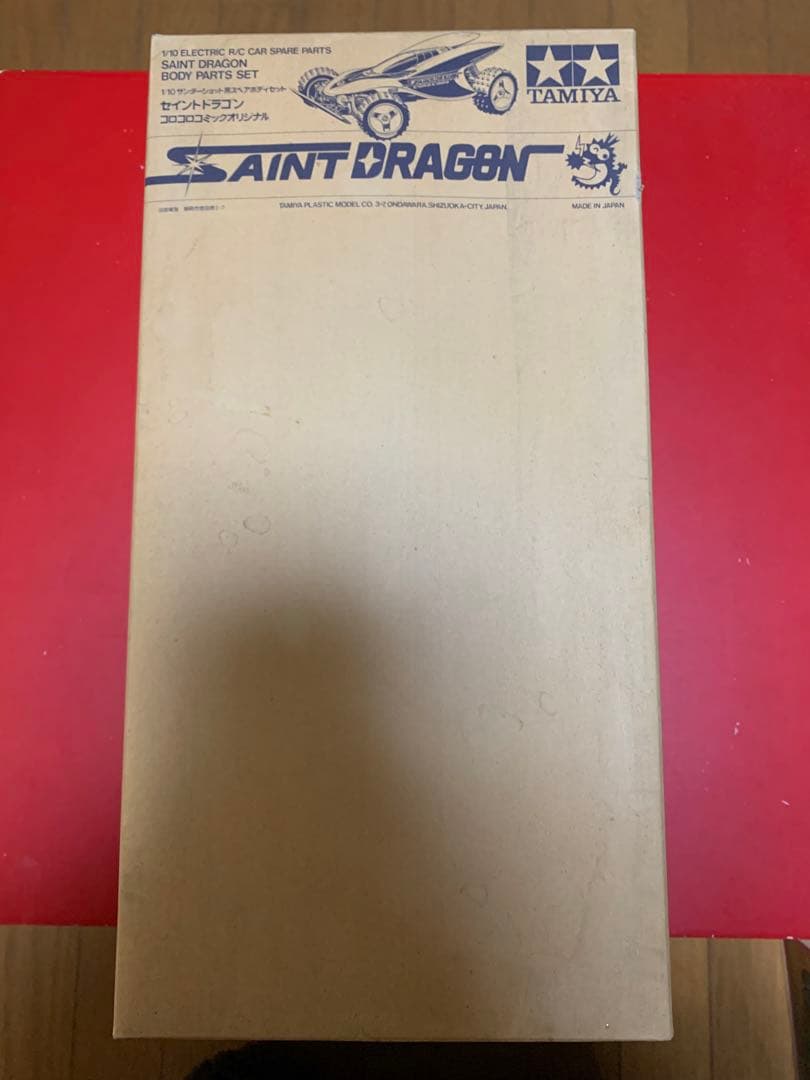 1/10 ELECTRIC R/C CAR SPARE PARTS
SAINT DRAGON
BODY PARTS SET
1/10サンダーショット用スペアボディセット
セイントドラゴン
コロコロコミックオリジナル
TAMIYA
SAINT DRAGON
TAMIYA PLASTIC MODEL CO. 3-7, ONDAWARA, SHIZUOKA-CITY, JAPAN.
MADE IN JAPAN